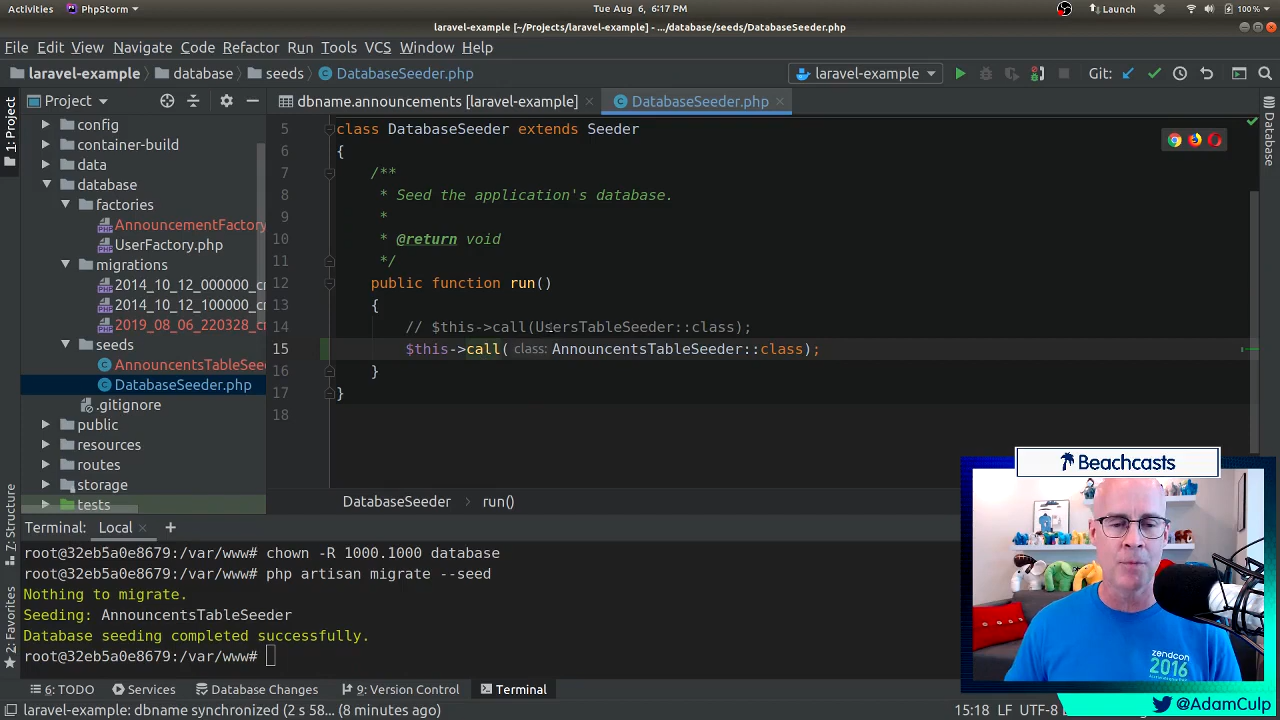 Activities PhpStorm Tue Aug 6, 6:17 PM Launch 100%
laravel-example [~/Projects/laravel-example] - .../database/seeds/DatabaseSeeder.php
File Edit View Navigate Code Refactor Run Tools VCS Window Help
laravel-example database seeds DatabaseSeeder.php laravel-example Git:
1: Project
Project
dbname.announcements [laravel-example] DatabaseSeeder.php
Database
config
container-build
data
database
factories
AnnouncementFactory
UserFactory.php
migrations
2014_10_12_000000_cr
2014_10_12_100000_cr
2019_08_06_220328_cr
seeds
AnnouncentsTableSee
DatabaseSeeder.php
.gitignore
public
resources
routes
storage
tests
5 class DatabaseSeeder extends Seeder
6 {
7 /**
8 * Seed the application's database.
9 *
10 * @return void
11 */
12 public function run()
13 {
14 // $this->call(UsersTableSeeder::class);
15 $this->call( class: AnnouncentsTableSeeder::class);
16 }
17 }
18
DatabaseSeeder run()
Beachcasts
zendcon
2016
@AdamCulp
Z: Structure
2: Favorites
Terminal: Local +
root@32eb5a0e8679:/var/www# chown -R 1000.1000 database
root@32eb5a0e8679:/var/www# php artisan migrate --seed
Nothing to migrate.
Seeding: AnnouncentsTableSeeder
Database seeding completed successfully.
root@32eb5a0e8679:/var/www#
6: TODO Services Database Changes 9: Version Control Terminal
laravel-example: dbname synchronized (2 s 58... (8 minutes ago) 15:18 LF UTF-8